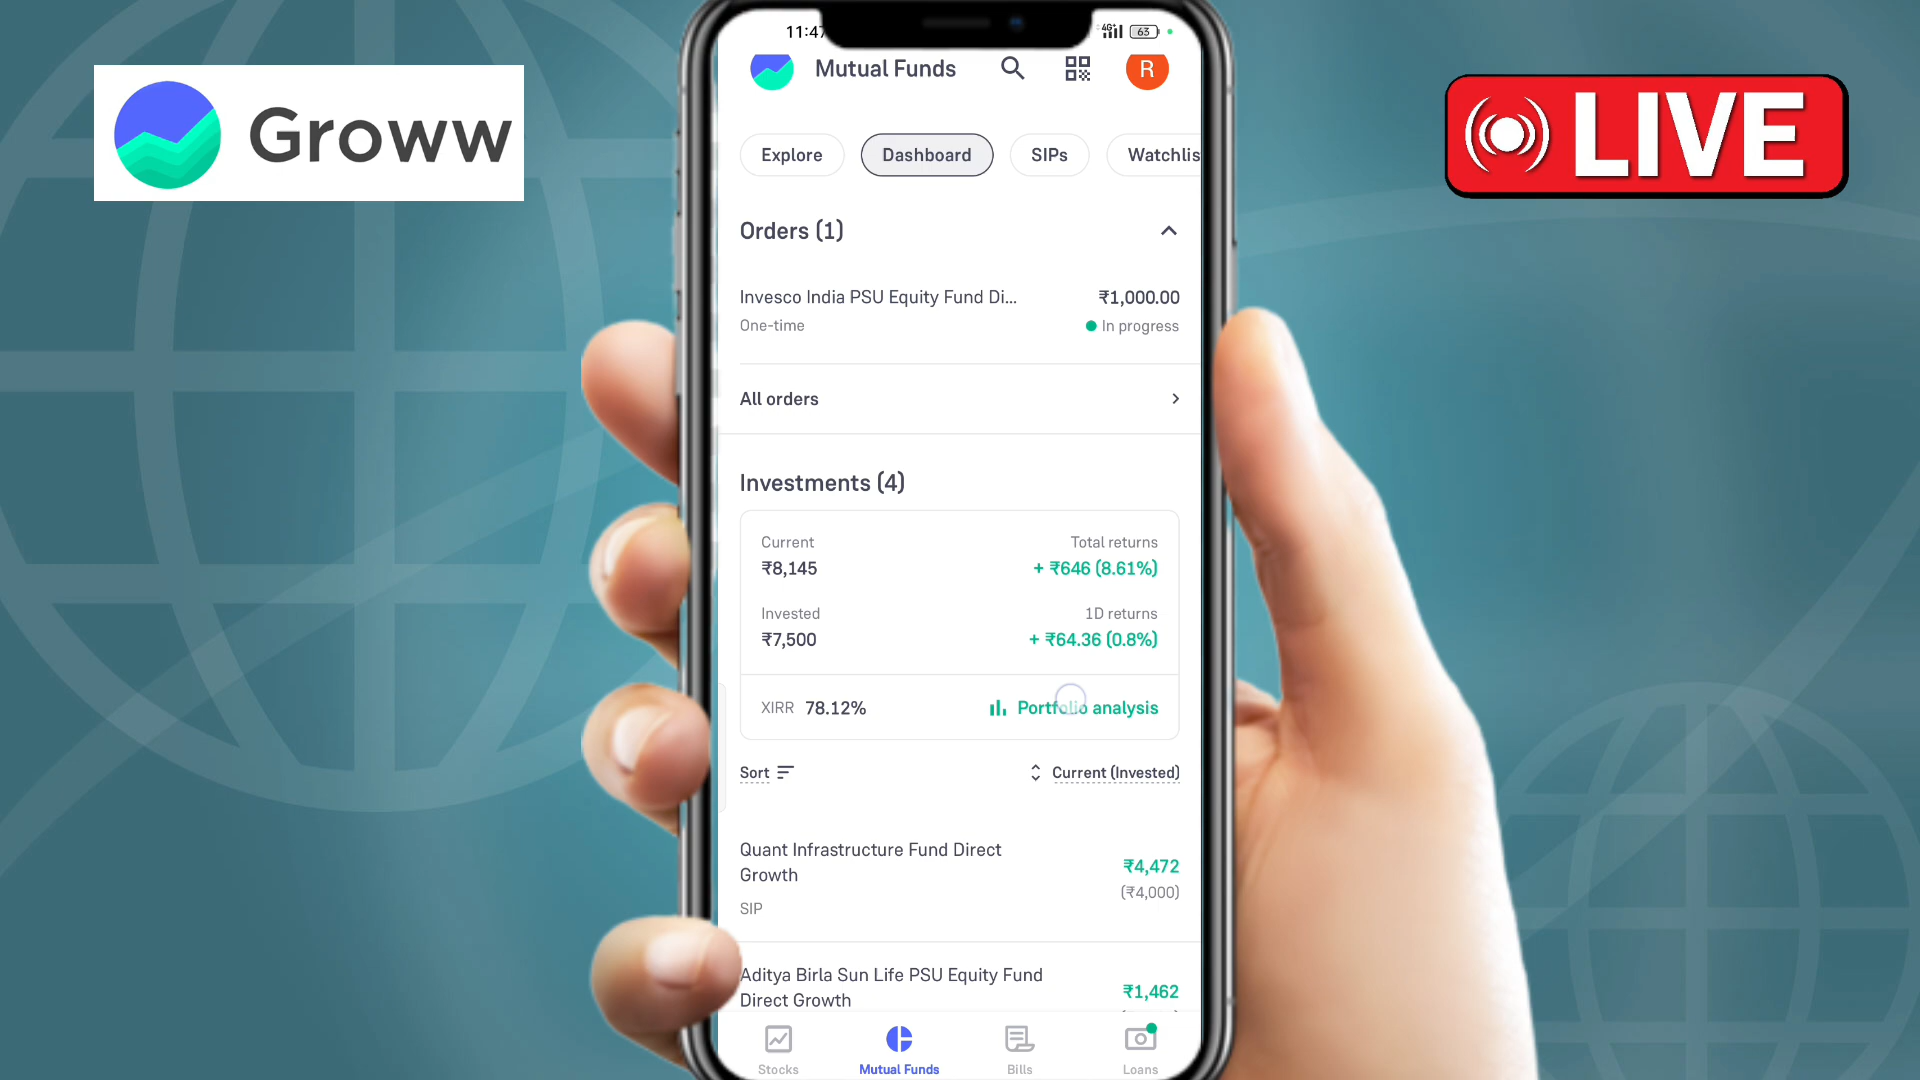 Groww
LIVE
11:47
4G+
63
Mutual Funds
R
Explore
Dashboard
SIPs
Watchlis
Orders (1)
Invesco India PSU Equity Fund Di...
₹1,000.00
One-time
In progress
All orders
Investments (4)
Current
Total returns
₹8,145
+ ₹646 (8.61%)
Invested
1D returns
₹7,500
+ ₹64.36 (0.8%)
XIRR 78.12%
Portfolio analysis
Sort
Current (Invested)
Quant Infrastructure Fund Direct
Growth
₹4,472
(₹4,000)
SIP
Aditya Birla Sun Life PSU Equity Fund
Direct Growth
₹1,462
Stocks
Mutual Funds
Bills
Loans